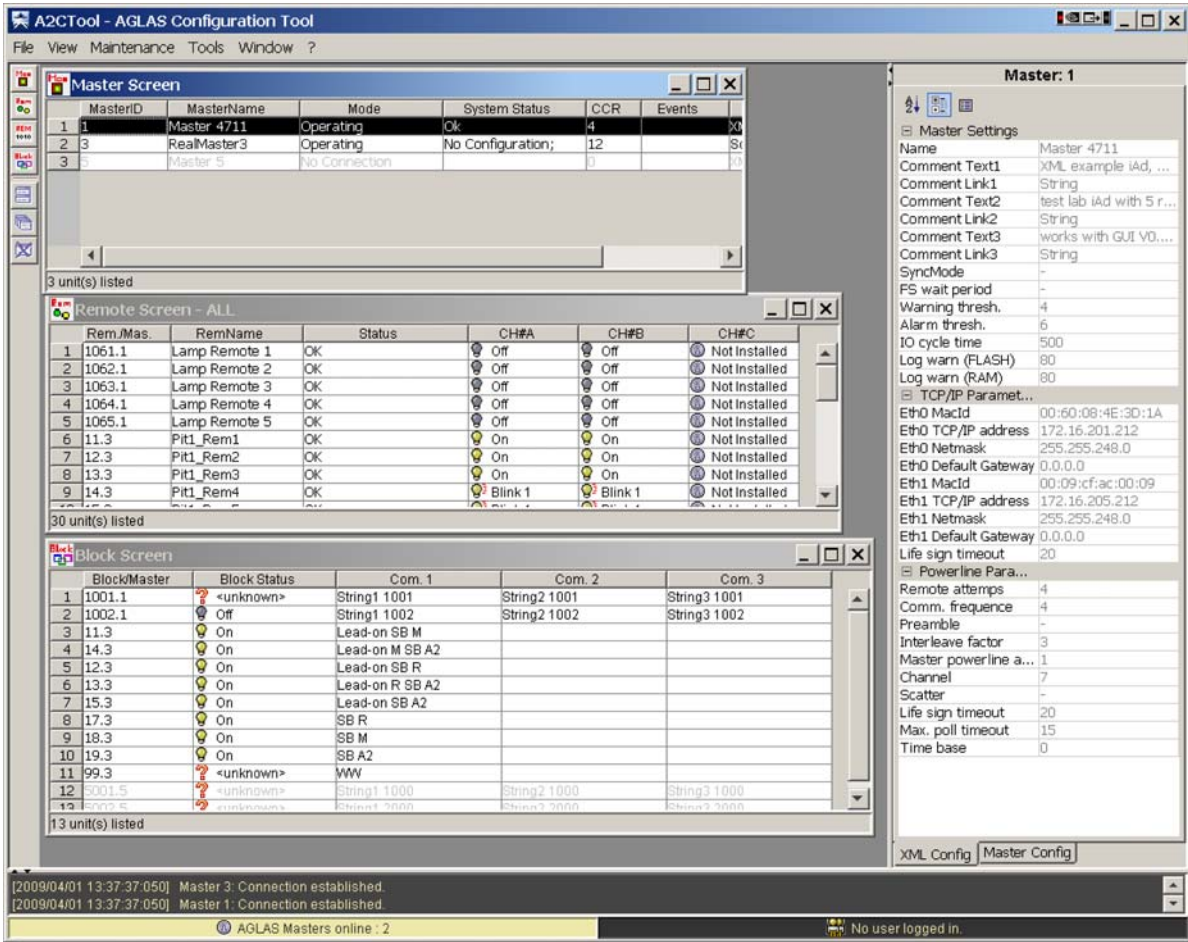 A2CTool - AGLAS Configuration Tool
File View Maintenance Tools Window ?
Master Screen
MasterID MasterName Mode System Status CCR Events
1 1 Master 4711 Operating Ok 4
2 3 RealMaster3 Operating No Configuration; 12
3 5 Master 5 No Connection 0
3 unit(s) listed
Remote Screen - ALL
Rem./Mas. RemName Status CH#A CH#B CH#C
1 1061.1 Lamp Remote 1 OK Off Off Not Installed
2 1062.1 Lamp Remote 2 OK Off Off Not Installed
3 1063.1 Lamp Remote 3 OK Off Off Not Installed
4 1064.1 Lamp Remote 4 OK Off Off Not Installed
5 1065.1 Lamp Remote 5 OK Off Off Not Installed
6 11.3 Pit1_Rem1 OK On On Not Installed
7 12.3 Pit1_Rem2 OK On On Not Installed
8 13.3 Pit1_Rem3 OK On On Not Installed
9 14.3 Pit1_Rem4 OK Blink 1 Blink 1 Not Installed
30 unit(s) listed
Block Screen
Block/Master Block Status Com. 1 Com. 2 Com. 3
1 1001.1 <unknown> String1 1001 String2 1001 String3 1001
2 1002.1 Off String1 1002 String2 1002 String3 1002
3 11.3 On Lead-on SB M
4 14.3 On Lead-on M SB A2
5 12.3 On Lead-on SB R
6 13.3 On Lead-on R SB A2
7 15.3 On Lead-on SB A2
8 17.3 On SB R
9 18.3 On SB M
10 19.3 On SB A2
11 99.3 <unknown> WW
12 5001.5 <unknown> String1 1000 String2 1000 String3 1000
13 5002.5 <unknown> String1 2000 String2 2000 String3 2000
13 unit(s) listed
Master: 1
Master Settings
Name Master 4711
Comment Text1 XML example iAd, ...
Comment Link1 String
Comment Text2 test lab iAd with 5 r...
Comment Link2 String
Comment Text3 works with GUI V0....
Comment Link3 String
SyncMode -
FS wait period -
Warning thresh. 4
Alarm thresh. 6
IO cycle time 500
Log warn (FLASH) 80
Log warn (RAM) 80
TCP/IP Paramet...
Eth0 MacId 00:60:08:4E:3D:1A
Eth0 TCP/IP address 172.16.201.212
Eth0 Netmask 255.255.248.0
Eth0 Default Gateway 0.0.0.0
Eth1 MacId 00:09:cf:ac:00:09
Eth1 TCP/IP address 172.16.205.212
Eth1 Netmask 255.255.248.0
Eth1 Default Gateway 0.0.0.0
Life sign timeout 20
Powerline Para...
Remote attemps 4
Comm. frequence 4
Preamble -
Interleave factor 3
Master powerline a... 1
Channel 7
Scatter -
Life sign timeout 20
Max. poll timeout 15
Time base 0
XML Config Master Config
[2009/04/01 13:37:37:050] Master 3: Connection established.
[2009/04/01 13:37:37:050] Master 1: Connection established.
AGLAS Masters online : 2 No user logged in.